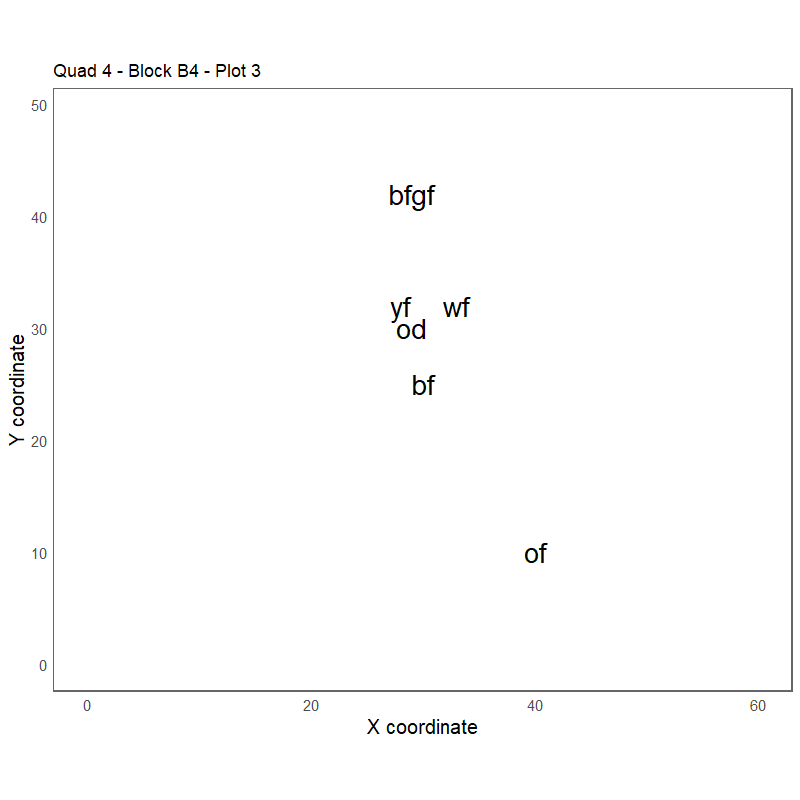 Quad 4 - Block B4 - Plot 3
50
bfgf
40
yf wf
od
30
bf
20
of
10
0
0 20 40 60
X coordinate
Y coordinate